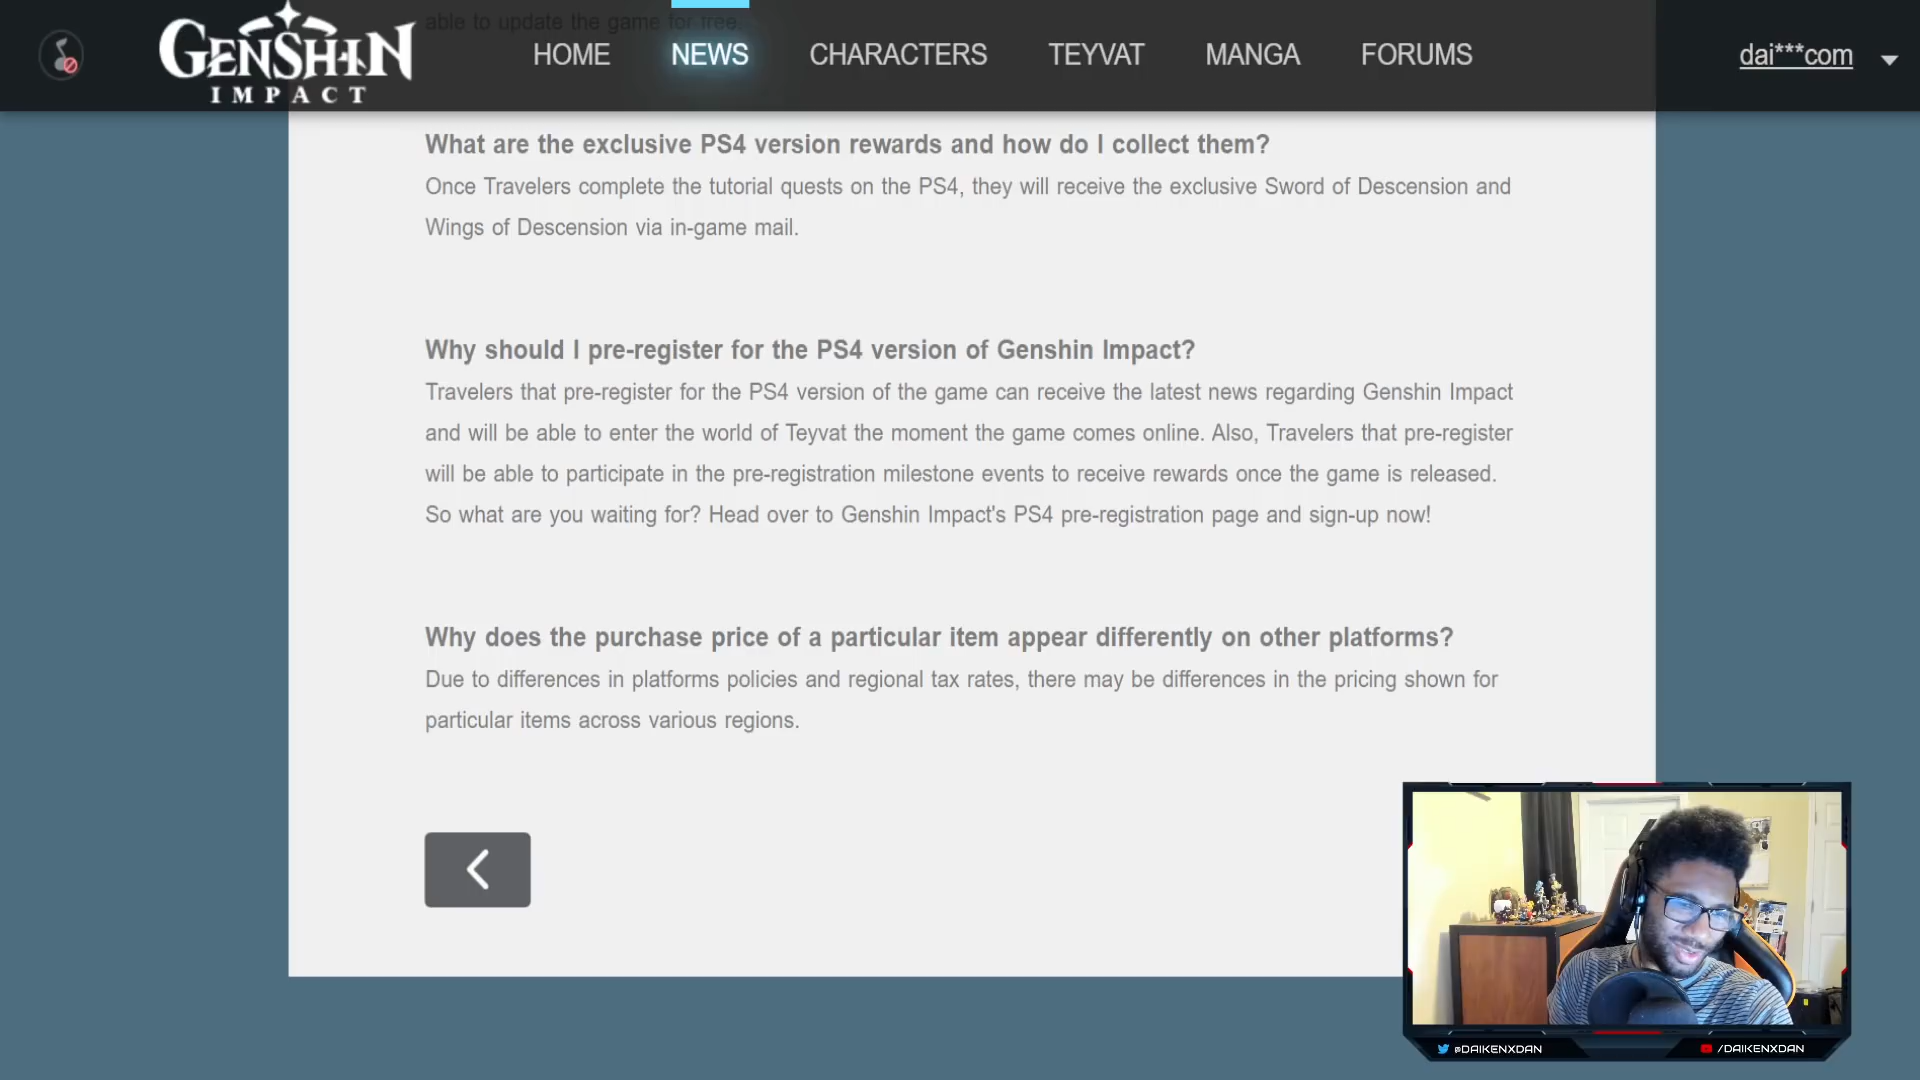 able to update the game for free.
GENSHIN
IMPACT
HOME
NEWS
CHARACTERS
TEYVAT
MANGA
FORUMS
dai***com
What are the exclusive PS4 version rewards and how do I collect them?
Once Travelers complete the tutorial quests on the PS4, they will receive the exclusive Sword of Descension and
Wings of Descension via in-game mail.
Why should I pre-register for the PS4 version of Genshin Impact?
Travelers that pre-register for the PS4 version of the game can receive the latest news regarding Genshin Impact
and will be able to enter the world of Teyvat the moment the game comes online. Also, Travelers that pre-register
will be able to participate in the pre-registration milestone events to receive rewards once the game is released.
So what are you waiting for? Head over to Genshin Impact's PS4 pre-registration page and sign-up now!
Why does the purchase price of a particular item appear differently on other platforms?
Due to differences in platforms policies and regional tax rates, there may be differences in the pricing shown for
particular items across various regions.
@DAIKENXDAN
/DAIKENXDAN